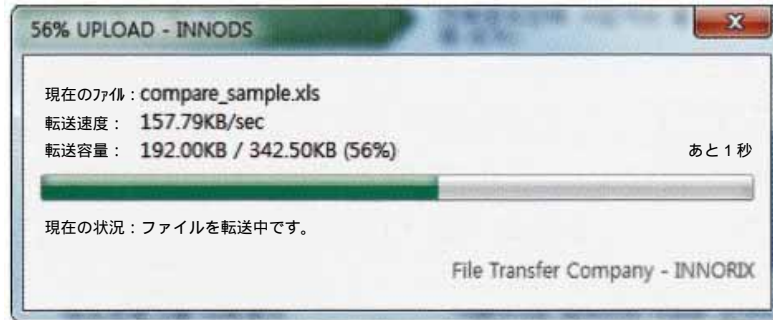 56% UPLOAD - INNODS
現在のﾌｧｲﾙ : compare_sample.xls
転送速度 : 157.79KB/sec
転送容量 : 192.00KB / 342.50KB (56%) あと1秒
現在の状況 : ファイルを転送中です。
File Transfer Company - INNORIX